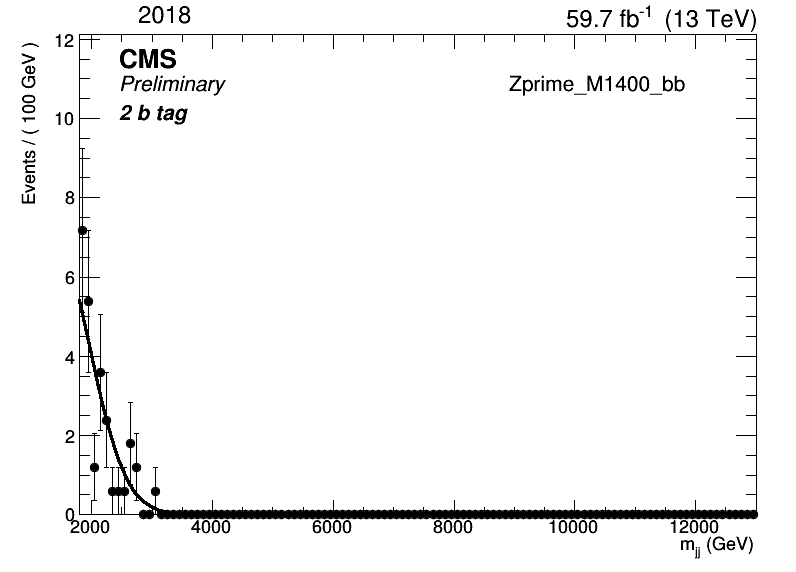 2018
59.7 fb⁻¹ (13 TeV)
CMS
Preliminary
2 b tag
Zprime_M1400_bb
Events / ( 100 GeV )
12
10
8
6
4
2
0
2000 4000 6000 8000 10000 12000
m_jj (GeV)